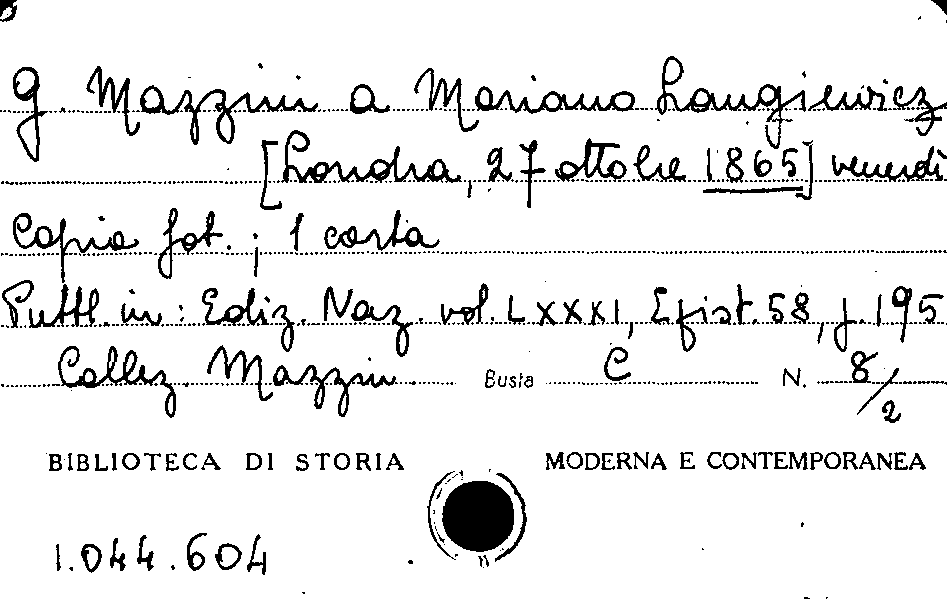 G. Mazzini a Mariano Langiewicz
[Londra, 27 ottobre 1865] venerdì
Copia fot. ; 1 carta
Pubbl. in : Ediz. Naz. vol. LXXXI, Epist. 58, p. 195
Collez. Mazzini Busta C N. 8/2
BIBLIOTECA DI STORIA MODERNA E CONTEMPORANEA
1.044.604